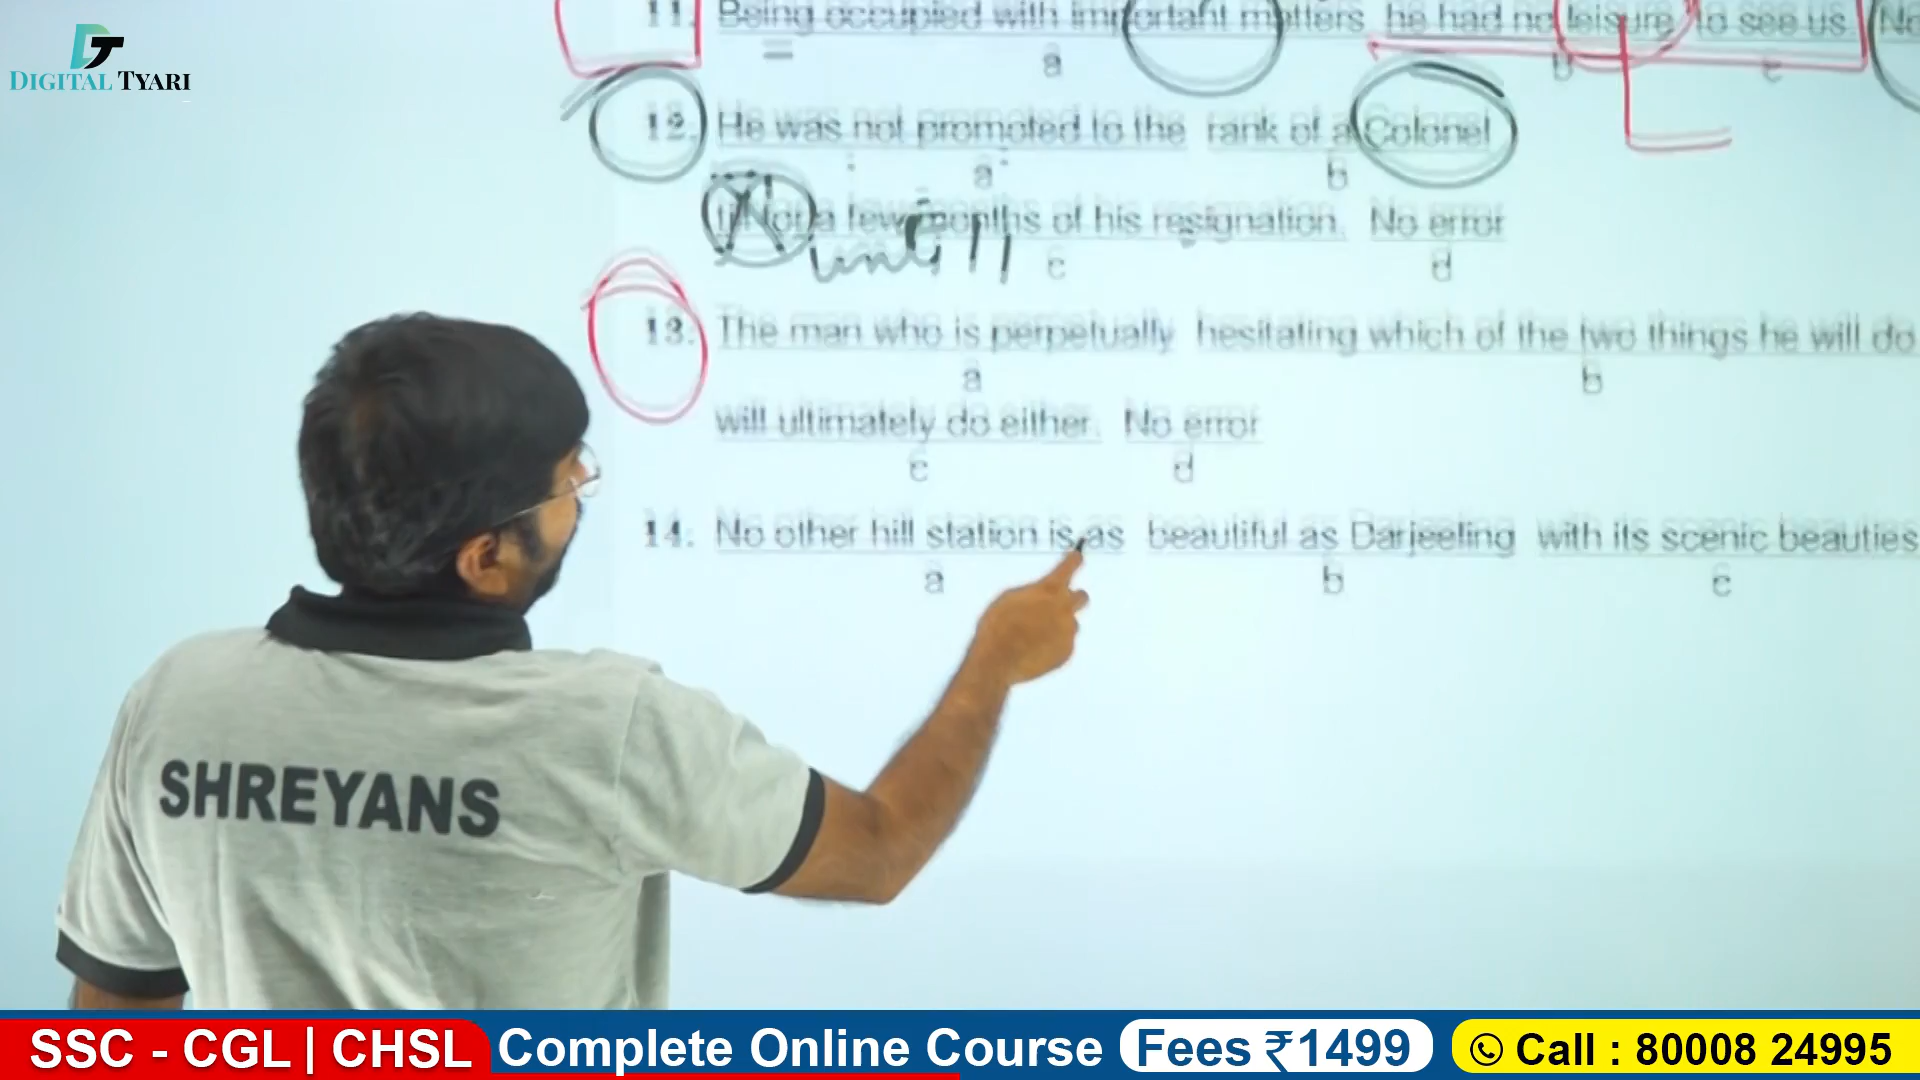 DT
DIGITAL TYARI
11. Being occupied with important matters he had no leisure to see us. No
a b c
12. He was not promoted to the rank of a Colonel
a b
till a few months of his resignation. No error
until
c d
13. The man who is perpetually hesitating which of the two things he will do
a b
will ultimately do either. No error
c d
14. No other hill station is as beautiful as Darjeeling with its scenic beauties
a b c
SHREYANS
SSC - CGL | CHSL Complete Online Course Fees ₹1499 Call : 80008 24995